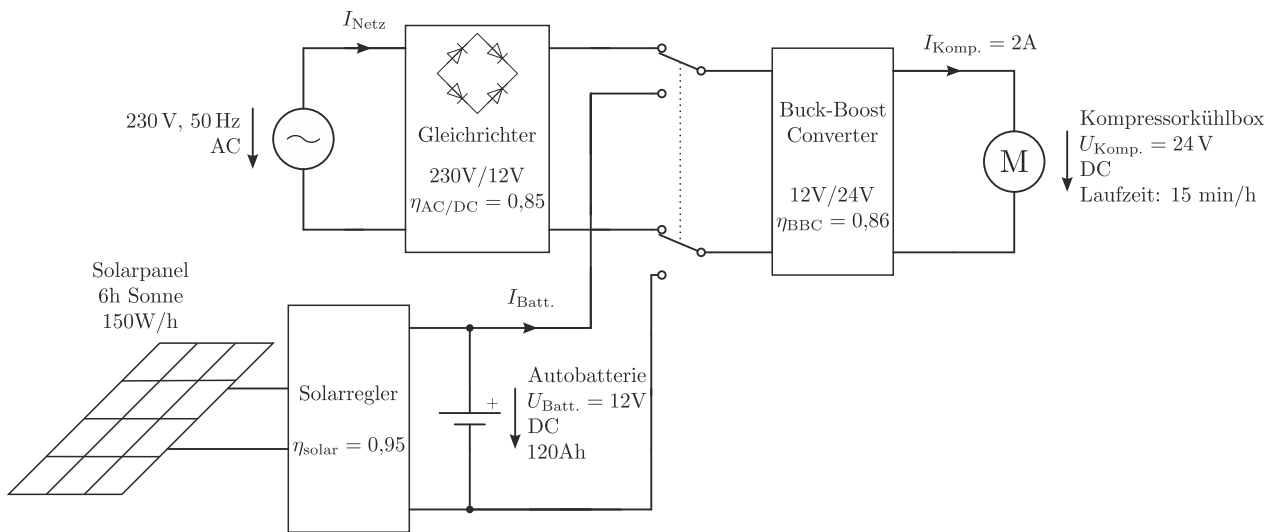 I_Netz
230 V, 50 Hz
AC
Gleichrichter
230V/12V
η_AC/DC = 0,85
Buck-Boost
Converter
12V/24V
η_BBC = 0,86
I_Komp. = 2A
M
Kompressorkühlbox
U_Komp. = 24 V
DC
Laufzeit: 15 min/h
Solarpanel
6h Sonne
150W/h
Solarregler
η_solar = 0,95
I_Batt.
+
Autobatterie
U_Batt. = 12V
DC
120Ah